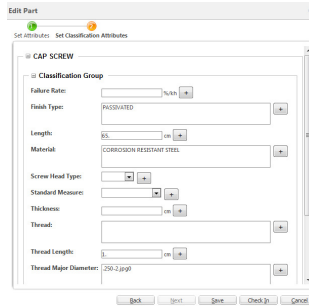 Edit Part
Set Attributes Set Classification Attributes
CAP SCREW
Classification Group
Failure Rate: %/kh +
Finish Type: PASSIVATED +
Length: 65. cm +
Material: CORROSION RESISTANT STEEL +
Screw Head Type: +
Standard Measure: +
Thickness: cm +
Thread: +
Thread Length: 1. cm +
Thread Major Diameter: .250-2.jpg0 +
Back Next Save Check In Cancel